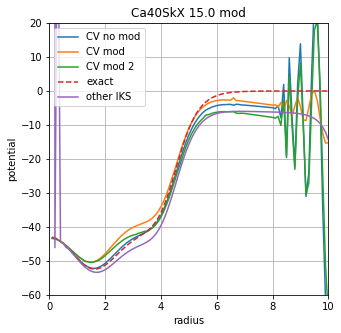 Ca40SkX 15.0 mod
CV no mod
CV mod
CV mod 2
exact
other IKS
potential
20
10
0
−10
−20
−30
−40
−50
−60
0 2 4 6 8 10
radius